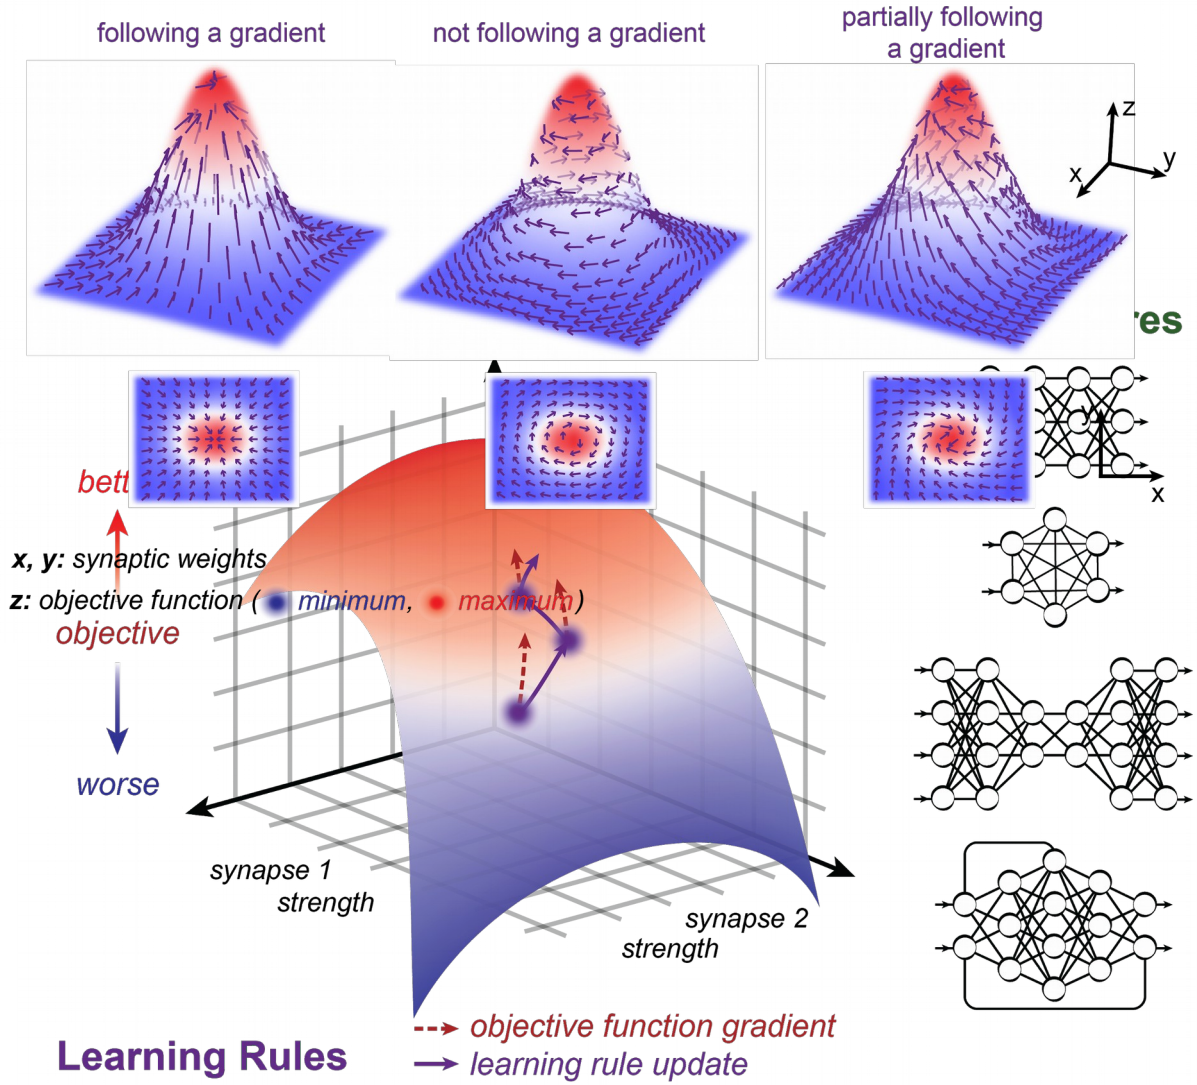 following a gradient
not following a gradient
partially following
a gradient
z
y
x
res
y
x
bett
x, y: synaptic weights
z: objective function ( minimum, maximum)
objective
worse
synapse 1
strength
synapse 2
strength
objective function gradient
learning rule update
Learning Rules